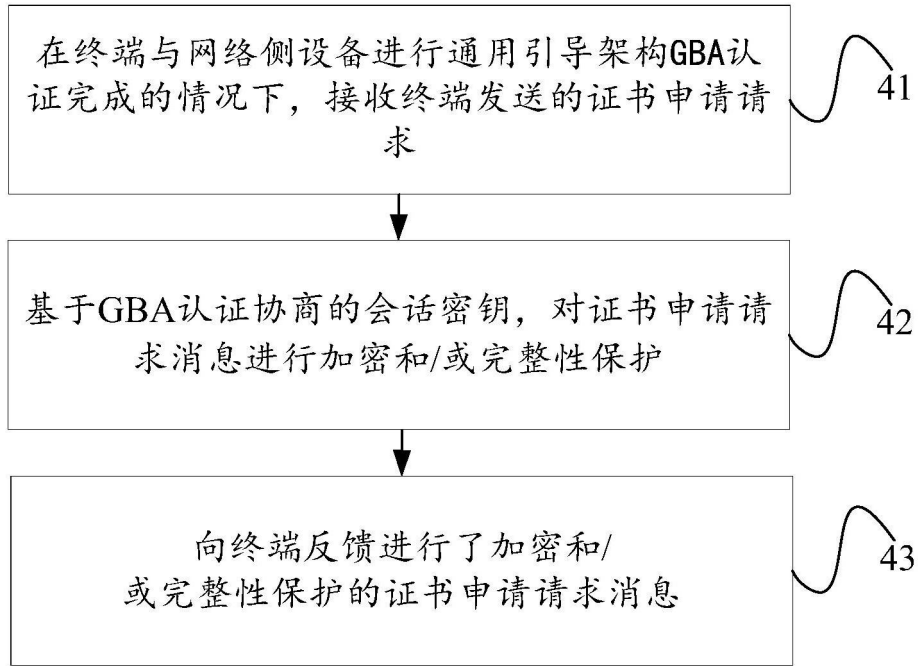 在终端与网络侧设备进行通用引导架构GBA认
证完成的情况下，接收终端发送的证书申请请
求
41
基于GBA认证协商的会话密钥，对证书申请请
求消息进行加密和/或完整性保护
42
向终端反馈进行了加密和/
或完整性保护的证书申请请求消息
43